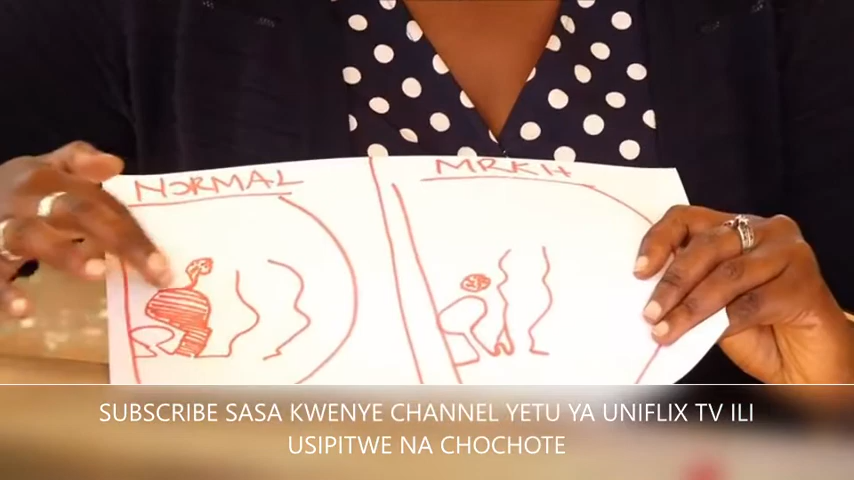 NORMAL
MRKH
SUBSCRIBE SASA KWENYE CHANNEL YETU YA UNIFLIX TV ILI
USIPITWE NA CHOCHOTE